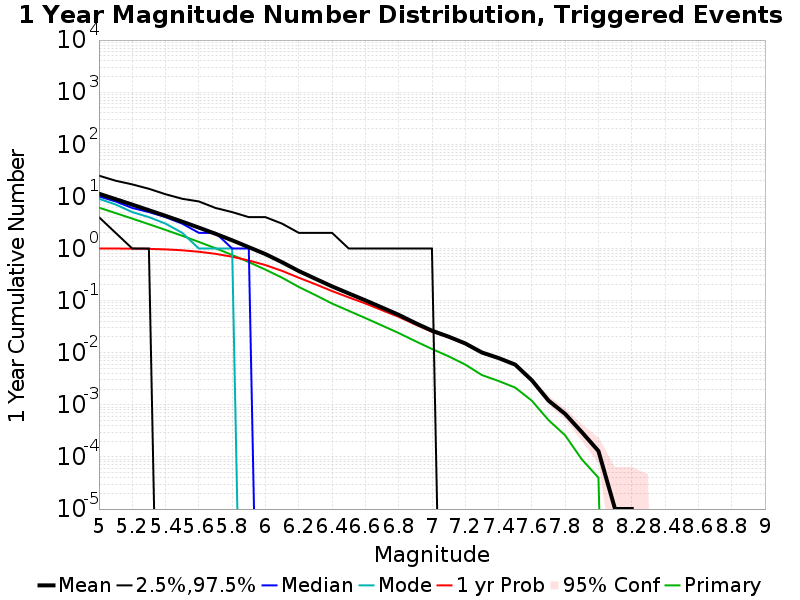 1 Year Magnitude Number Distribution, Triggered Events
10^4
10^3
10^2
10^1
10^0
10^-1
10^-2
10^-3
10^-4
10^-5
1 Year Cumulative Number
5 5.2 5.4 5.6 5.8 6 6.2 6.4 6.6 6.8 7 7.2 7.4 7.6 7.8 8 8.2 8.4 8.6 8.8 9
Magnitude
Mean 2.5%,97.5% Median Mode 1 yr Prob 95% Conf Primary